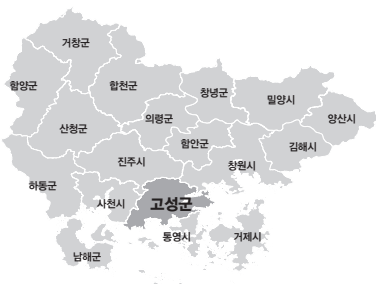 거창군
함양군
합천군
창녕군
밀양시
의령군
양산시
산청군
함안군
김해시
진주시
창원시
하동군
사천시
고성군
통영시
거제시
남해군